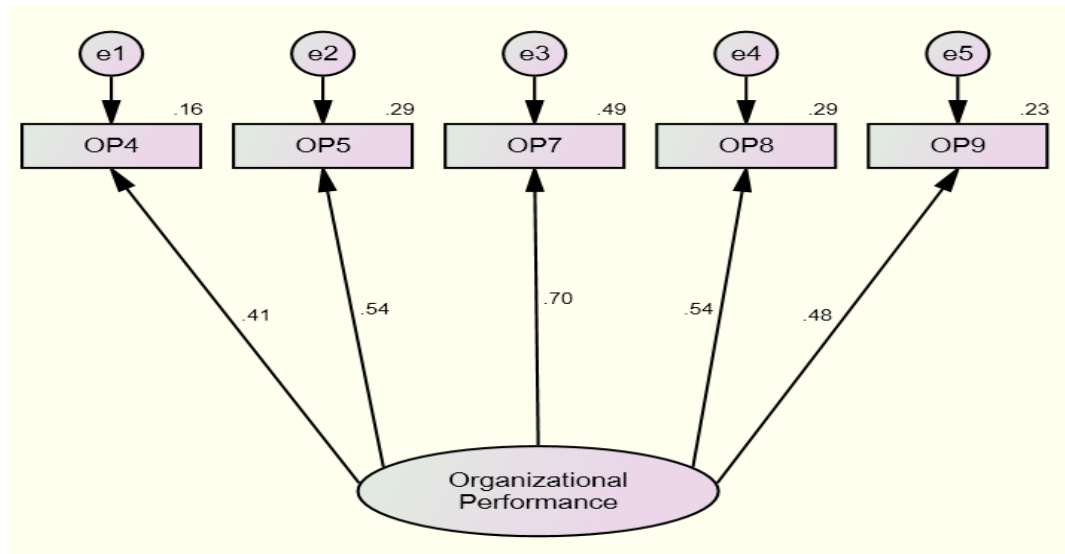 e1 e2 e3 e4 e5
.16 .29 .49 .29 .23
OP4 OP5 OP7 OP8 OP9
.41 .54 .70 .54 .48
Organizational
Performance